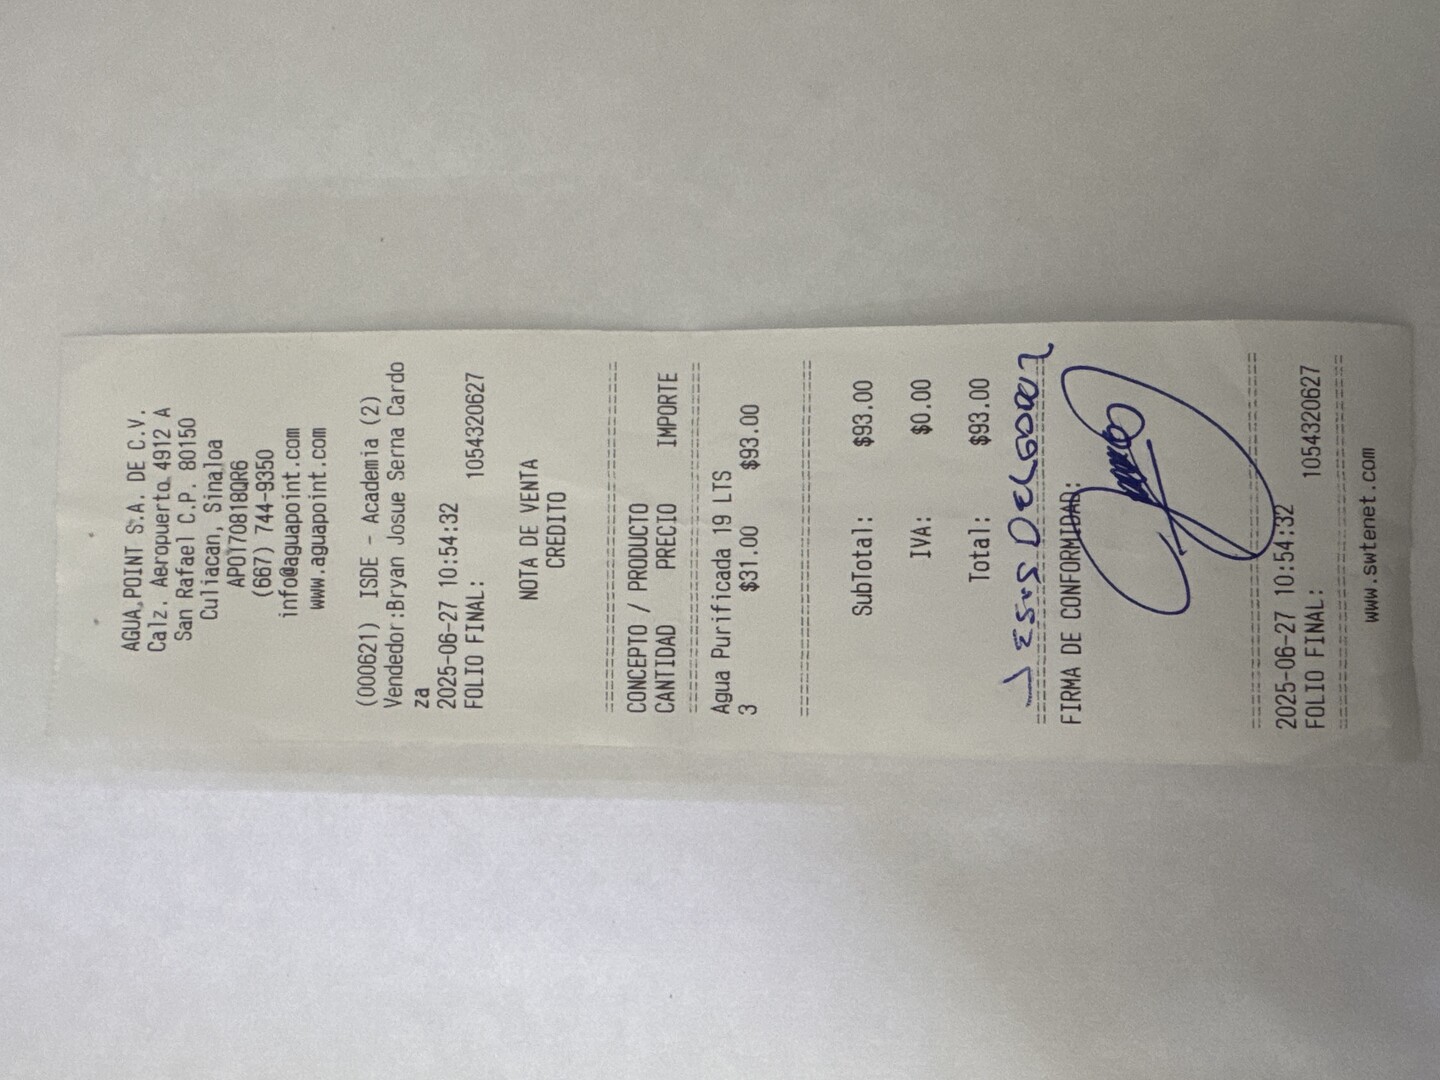 AGUA POINT S.A. DE C.V.
Calz. Aeropuerto 4912 A
San Rafael C.P. 80150
Culiacan, Sinaloa
APO170818QR6
(667) 744-9350
info@aguapoint.com
www.aguapoint.com
(000621) ISDE - Academia (2)
Vendedor:Bryan Josue Serna Cardo
za
2025-06-27 10:54:32
FOLIO FINAL: 1054320627
NOTA DE VENTA
CREDITO
CONCEPTO / PRODUCTO
CANTIDAD PRECIO IMPORTE
Agua Purificada 19 LTS
3 $31.00 $93.00
SubTotal: $93.00
IVA: $0.00
Total: $93.00
JESUS DELGADILLO
FIRMA DE CONFORMIDAD:
2025-06-27 10:54:32
FOLIO FINAL: 1054320627
www.swtenet.com